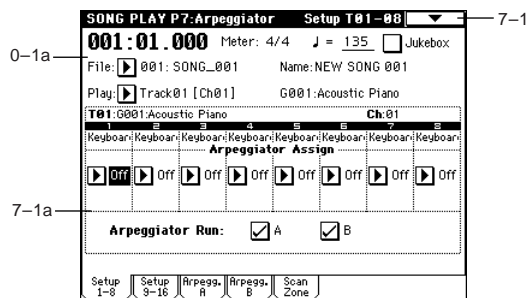 SONG PLAY P7:Arpeggiator Setup T01-08
7–1
001:01.000 Meter: 4/4 ♩= 135 Jukebox
0–1a
File: 001: SONG_001 Name:NEW SONG 001
Play: Track01 [Ch01] G001:Acoustic Piano
T01:G001:Acoustic Piano Ch:01
1 2 3 4 5 6 7 8
Keyboar Keyboar Keyboar Keyboar Keyboar Keyboar Keyboar Keyboar
Arpeggiator Assign
Off Off Off Off Off Off Off Off
7–1a
Arpeggiator Run: A B
Setup 1-8 Setup 9-16 Arpegg. A Arpegg. B Scan Zone